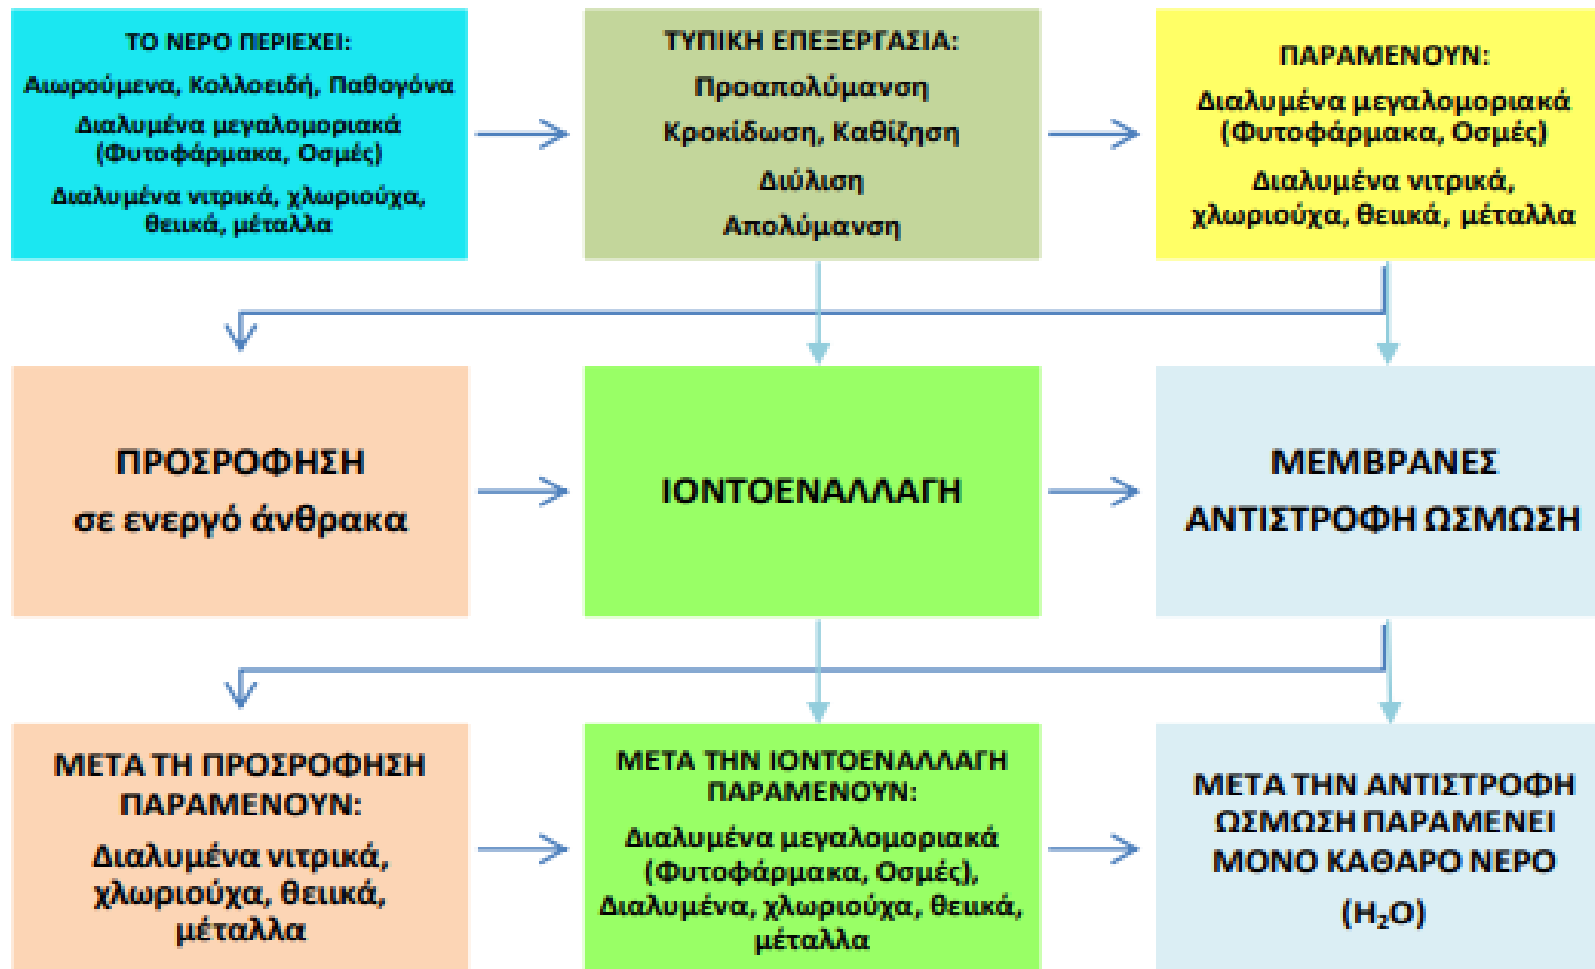 ΤΟ ΝΕΡΟ ΠΕΡΙΕΧΕΙ:
Αιωρούμενα, Κολλοειδή, Παθογόνα
Διαλυμένα μεγαλομοριακά
(Φυτοφάρμακα, Οσμές)
Διαλυμένα νιτρικά, χλωριούχα,
θειικά, μέταλλα
ΤΥΠΙΚΗ ΕΠΕΞΕΡΓΑΣΙΑ:
Προαπολύμανση
Κροκίδωση, Καθίζηση
Διύλιση
Απολύμανση
ΠΑΡΑΜΕΝΟΥΝ:
Διαλυμένα μεγαλομοριακά
(Φυτοφάρμακα, Οσμές)
Διαλυμένα νιτρικά,
χλωριούχα, θειικά, μέταλλα
ΠΡΟΣΡΟΦΗΣΗ
σε ενεργό άνθρακα
ΙΟΝΤΟΕΝΑΛΛΑΓΗ
ΜΕΜΒΡΑΝΕΣ
ΑΝΤΙΣΤΡΟΦΗ ΩΣΜΩΣΗ
ΜΕΤΑ ΤΗ ΠΡΟΣΡΟΦΗΣΗ
ΠΑΡΑΜΕΝΟΥΝ:
Διαλυμένα νιτρικά,
χλωριούχα, θειικά,
μέταλλα
ΜΕΤΑ ΤΗΝ ΙΟΝΤΟΕΝΑΛΛΑΓΗ
ΠΑΡΑΜΕΝΟΥΝ:
Διαλυμένα μεγαλομοριακά
(Φυτοφάρμακα, Οσμές),
Διαλυμένα, χλωριούχα, θειικά,
μέταλλα
ΜΕΤΑ ΤΗΝ ΑΝΤΙΣΤΡΟΦΗ
ΩΣΜΩΣΗ ΠΑΡΑΜΕΝΕΙ
ΜΟΝΟ ΚΑΘΑΡΟ ΝΕΡΟ
(H₂O)